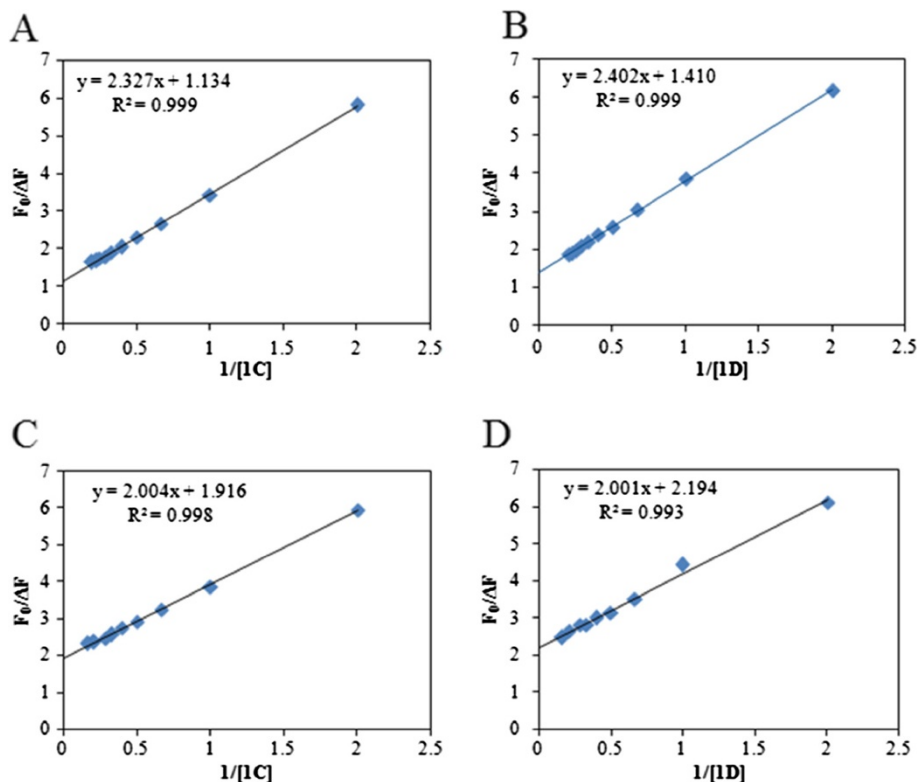 A
y = 2.327x + 1.134
R² = 0.999
F₀/ΔF
7
6
5
4
3
2
1
0
0 0.5 1 1.5 2 2.5
1/[1C]
B
y = 2.402x + 1.410
R² = 0.999
F₀/ΔF
7
6
5
4
3
2
1
0
0 0.5 1 1.5 2 2.5
1/[1D]
C
y = 2.004x + 1.916
R² = 0.998
F₀/ΔF
7
6
5
4
3
2
1
0
0 0.5 1 1.5 2 2.5
1/[1C]
D
y = 2.001x + 2.194
R² = 0.993
F₀/ΔF
7
6
5
4
3
2
1
0
0 0.5 1 1.5 2 2.5
1/[1D]